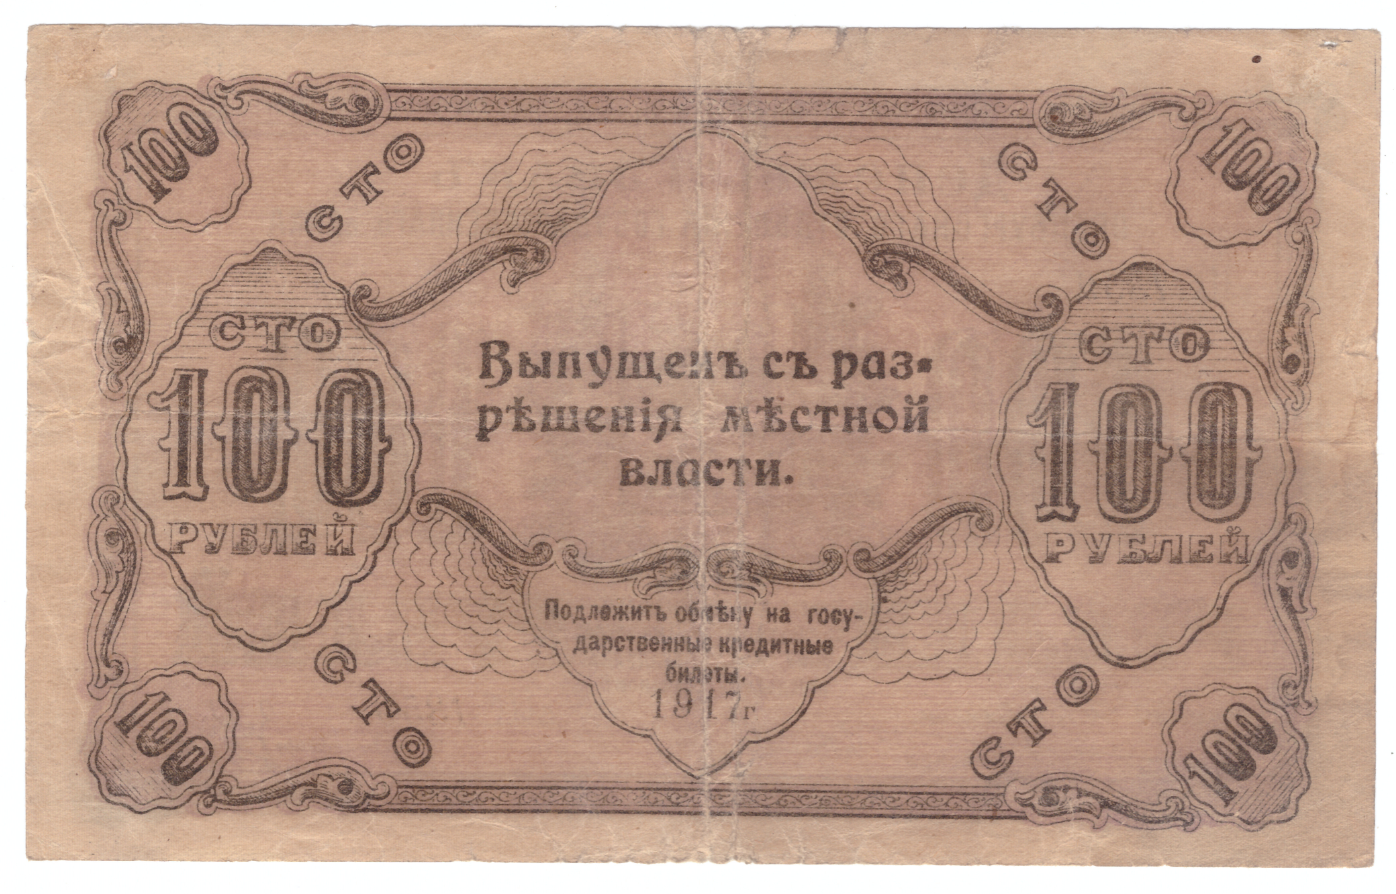 100
СТО
СТО
100
СТО
100
РУБЛЕЙ
Выпущенъ съ раз-
рѣшенія мѣстной
власти.
СТО
100
РУБЛЕЙ
Подлежитъ обмѣну на госу-
дарственные кредитные
билеты.
1917г
100
СТО
СТО
100